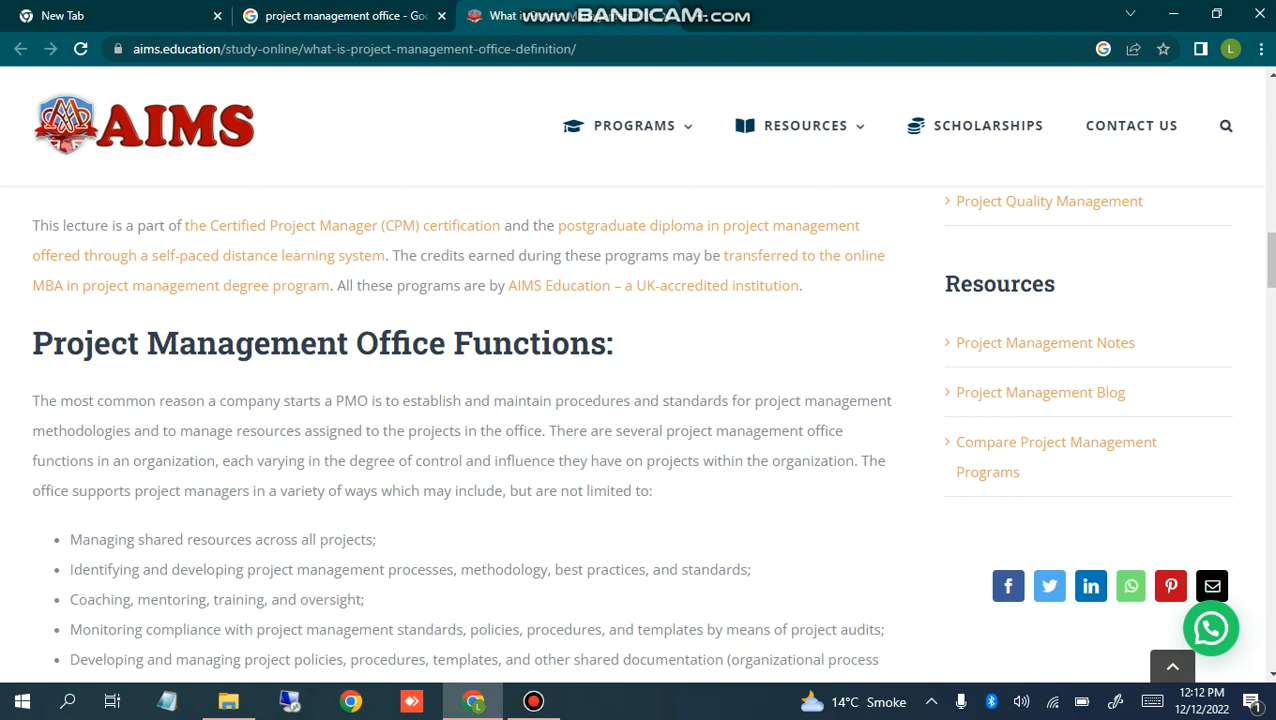 New Tab
project management office - Goo
What i
www.BANDICAM.com
aims.education/study-online/what-is-project-management-office-definition/
L
AIMS
PROGRAMS
RESOURCES
SCHOLARSHIPS
CONTACT US
This lecture is a part of the Certified Project Manager (CPM) certification and the postgraduate diploma in project management
offered through a self-paced distance learning system. The credits earned during these programs may be transferred to the online
MBA in project management degree program. All these programs are by AIMS Education – a UK-accredited institution.
Project Management Office Functions:
The most common reason a company starts a PMO is to establish and maintain procedures and standards for project management
methodologies and to manage resources assigned to the projects in the office. There are several project management office
functions in an organization, each varying in the degree of control and influence they have on projects within the organization. The
office supports project managers in a variety of ways which may include, but are not limited to:
• Managing shared resources across all projects;
• Identifying and developing project management processes, methodology, best practices, and standards;
• Coaching, mentoring, training, and oversight;
• Monitoring compliance with project management standards, policies, procedures, and templates by means of project audits;
• Developing and managing project policies, procedures, templates, and other shared documentation (organizational process
Project Quality Management
Resources
Project Management Notes
Project Management Blog
Compare Project Management
Programs
14°C Smoke
12:12 PM
12/12/2022
1